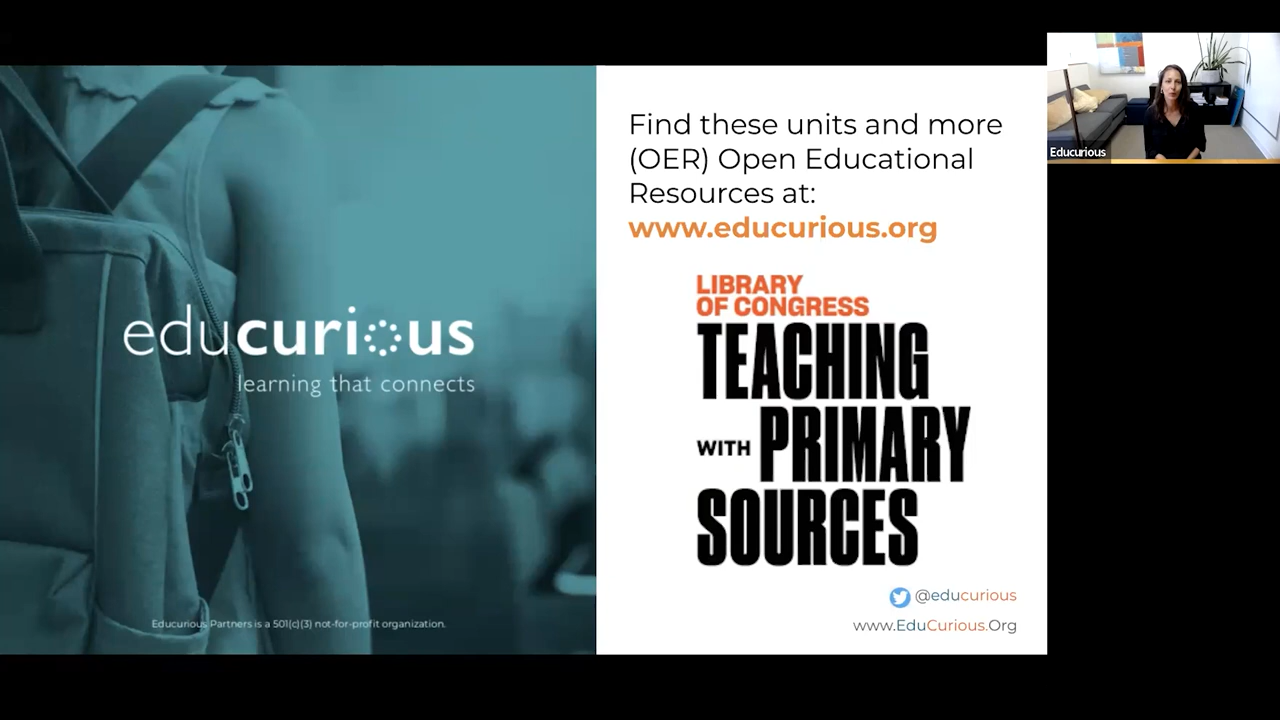 educurious
learning that connects
Educurious Partners is a 501(c)(3) not-for-profit organization.
Find these units and more
(OER) Open Educational
Resources at:
www.educurious.org
LIBRARY
OF CONGRESS
TEACHING
WITH PRIMARY
SOURCES
@educurious
www.EduCurious.Org
Educurious